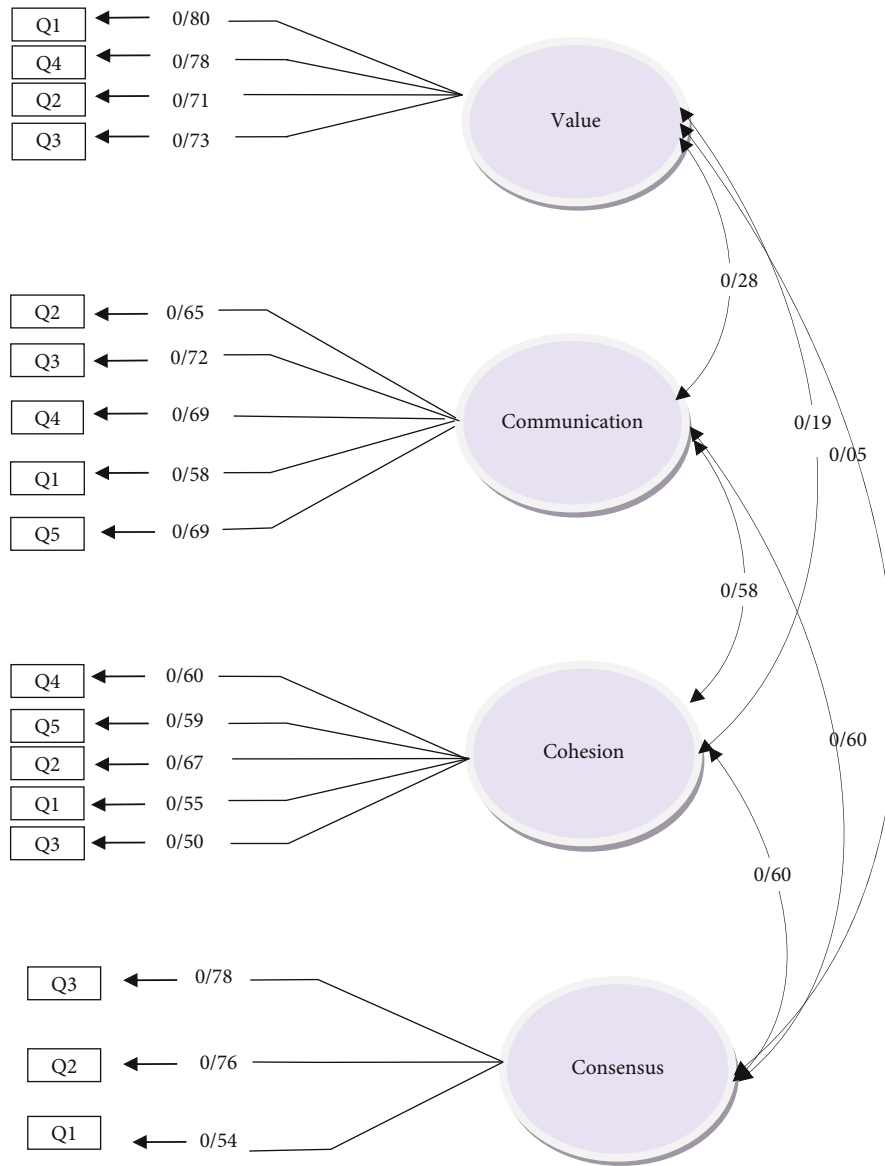 Q1 0/80
Q4 0/78
Q2 0/71
Q3 0/73
Value
0/28
Q2 0/65
Q3 0/72
Q4 0/69
Q1 0/58
Q5 0/69
Communication
0/19
0/05
0/58
Q4 0/60
Q5 0/59
Q2 0/67
Q1 0/55
Q3 0/50
Cohesion
0/60
0/60
Q3 0/78
Q2 0/76
Q1 0/54
Consensus